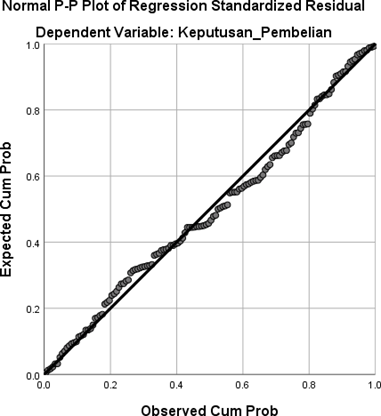 Normal P-P Plot of Regression Standardized Residual
Dependent Variable: Keputusan_Pembelian
1.0
0.8
0.6
0.4
0.2
0.0
Expected Cum Prob
0.0 0.2 0.4 0.6 0.8 1.0
Observed Cum Prob